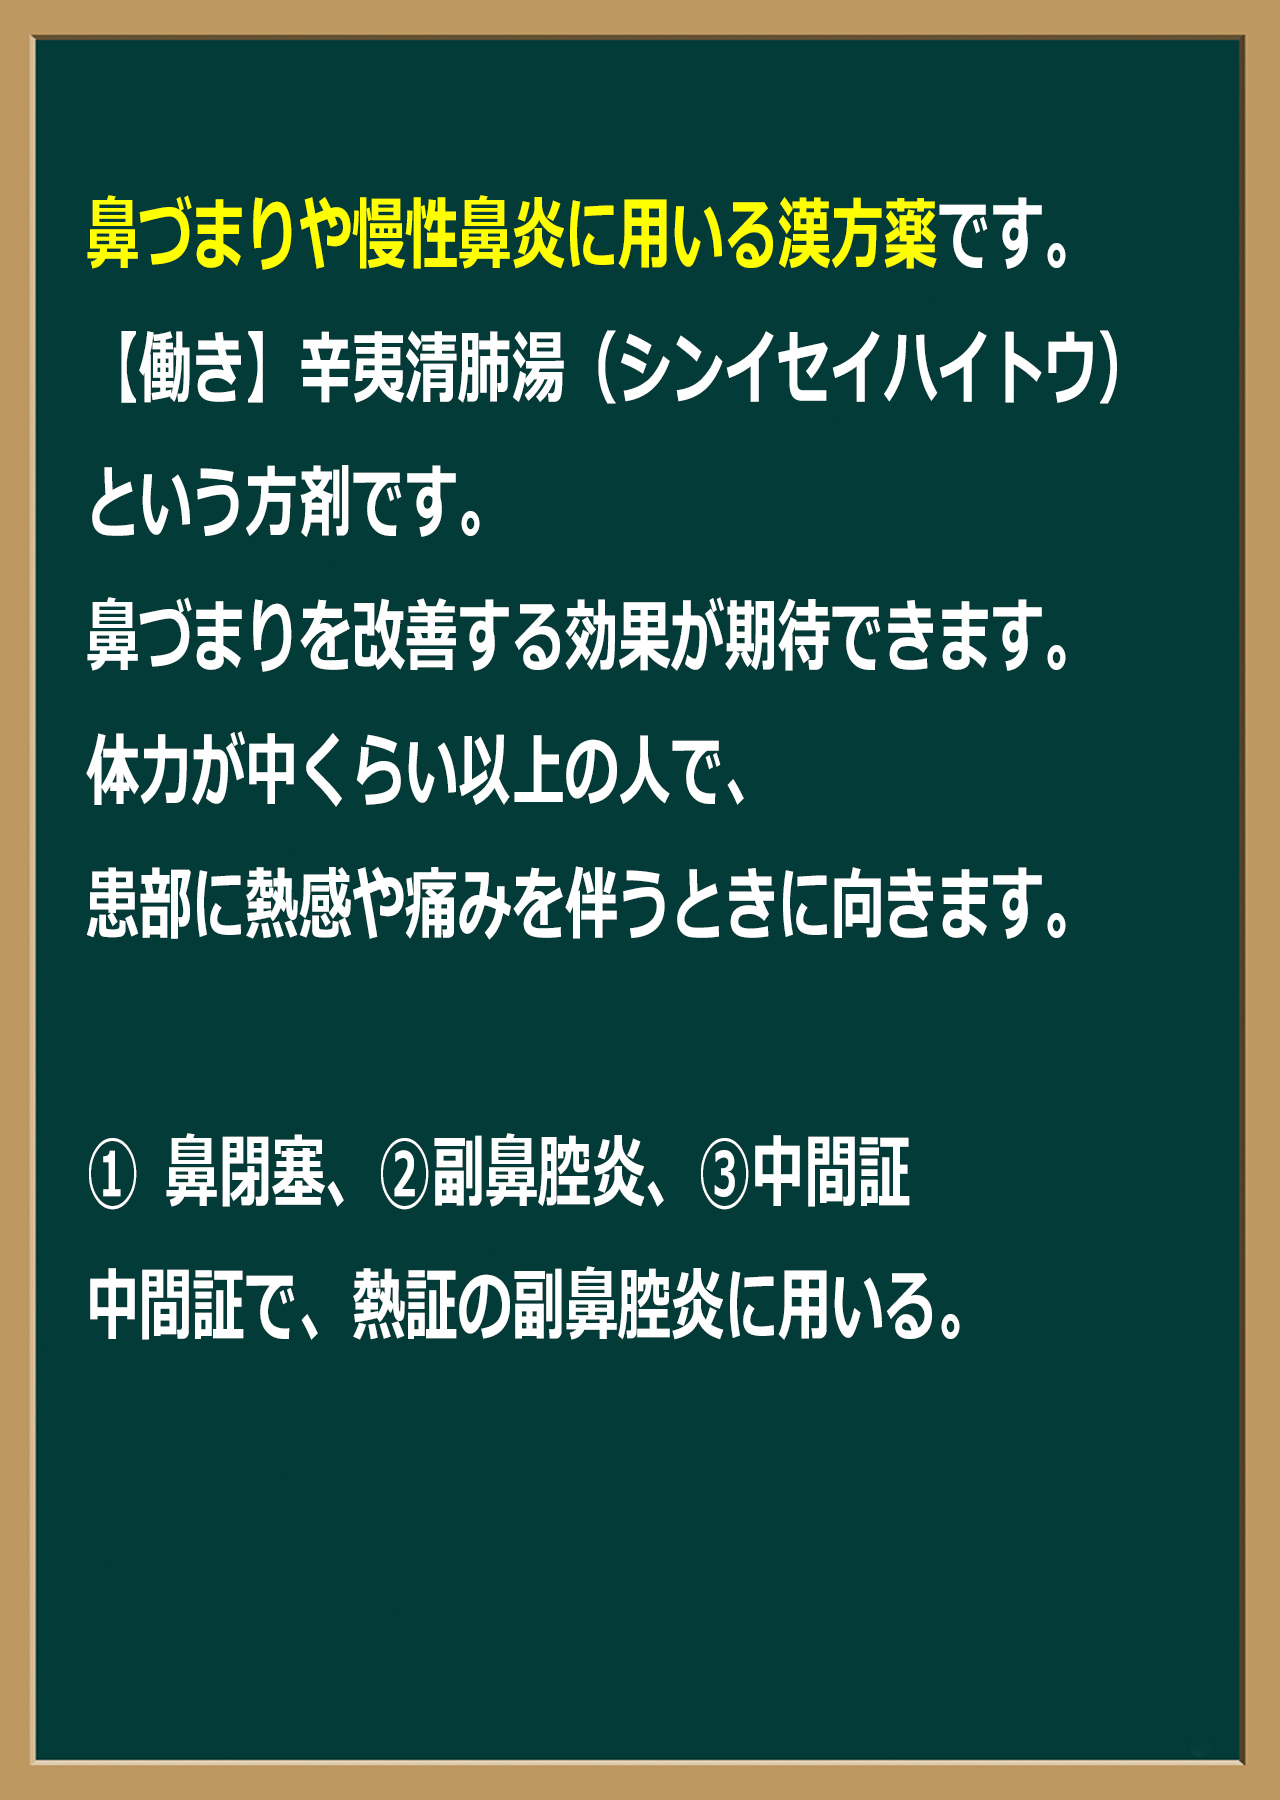 鼻づまりや慢性鼻炎に用いる漢方薬です。
【働き】辛夷清肺湯（シンイセイハイトウ）
という方剤です。
鼻づまりを改善する効果が期待できます。
体力が中くらい以上の人で、
患部に熱感や痛みを伴うときに向きます。
① 鼻閉塞、②副鼻腔炎、③中間証
中間証で、熱証の副鼻腔炎に用いる。